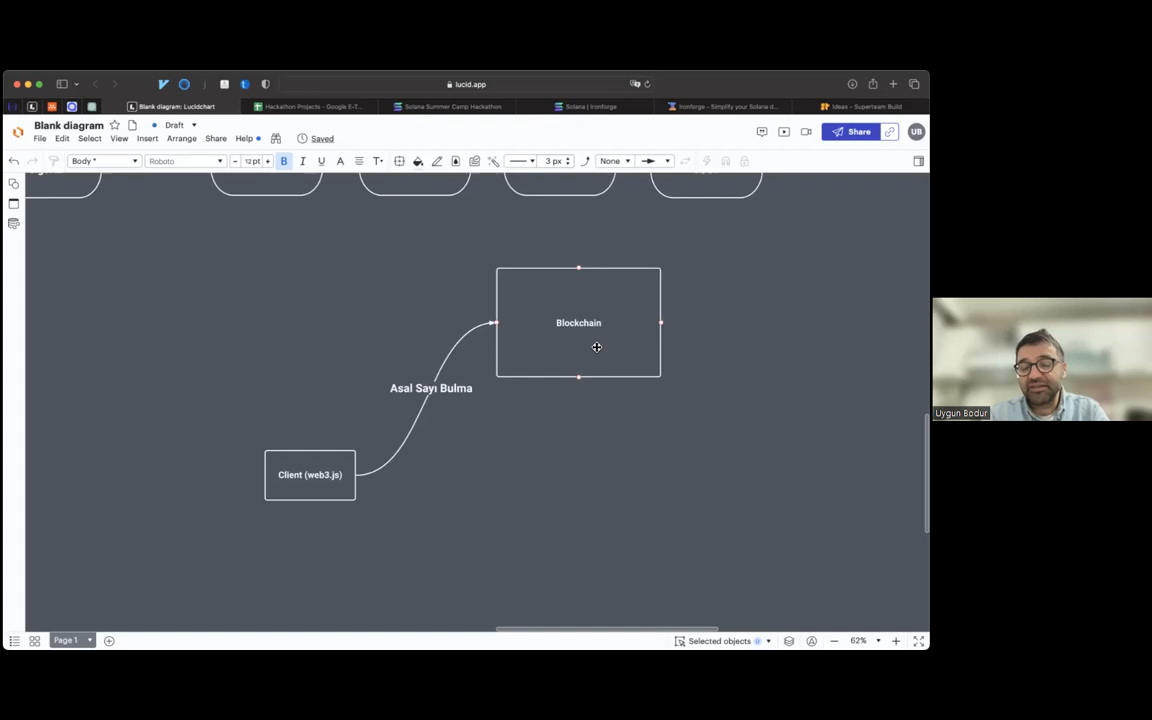 lucid.app
Blank diagram: Lucidchart
Hackathon Projects - Google E-T...
Solana Summer Camp Hackathon
Solana | Ironforge
Ironforge - Simplify your Solana d...
Ideas – Superteam Build
Blank diagram
Draft
File Edit Select View Insert Arrange Share Help
Saved
Share
UB
Body *
Roboto
12 pt
B I U A T
3 px
None
Blockchain
Asal Sayı Bulma
Client (web3.js)
Uygun Bodur
Page 1
Selected objects 0
62%